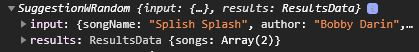 SuggestionWRandom {input: {…}, results: ResultsData}
input: {songName: "Splish Splash", author: "Bobby Darin",
results: ResultsData {songs: Array(2)}